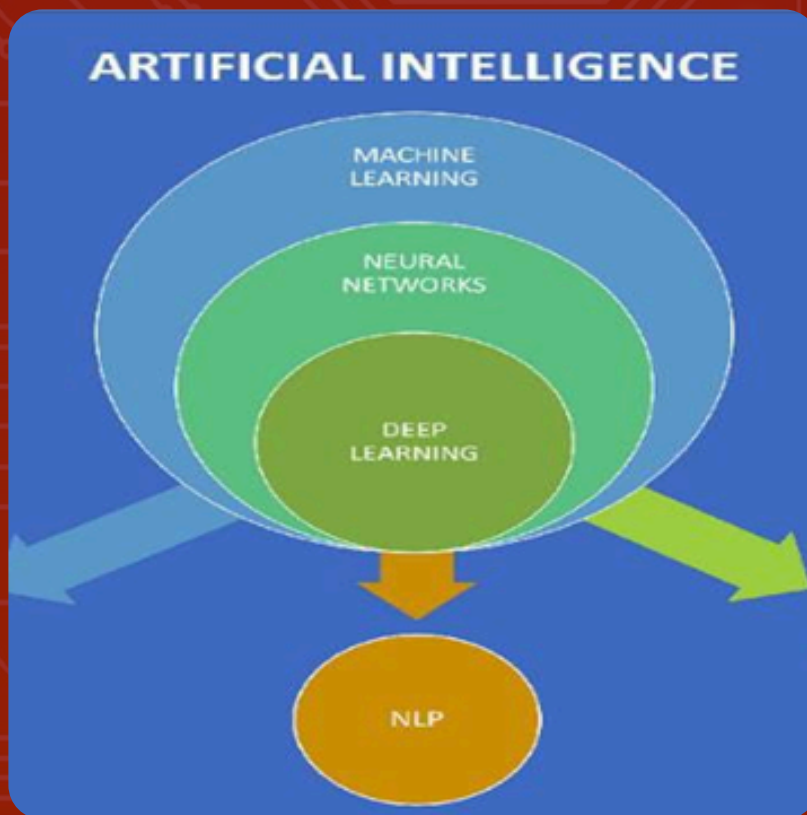 ARTIFICIAL INTELLIGENCE
MACHINE
LEARNING
NEURAL
NETWORKS
DEEP
LEARNING
NLP